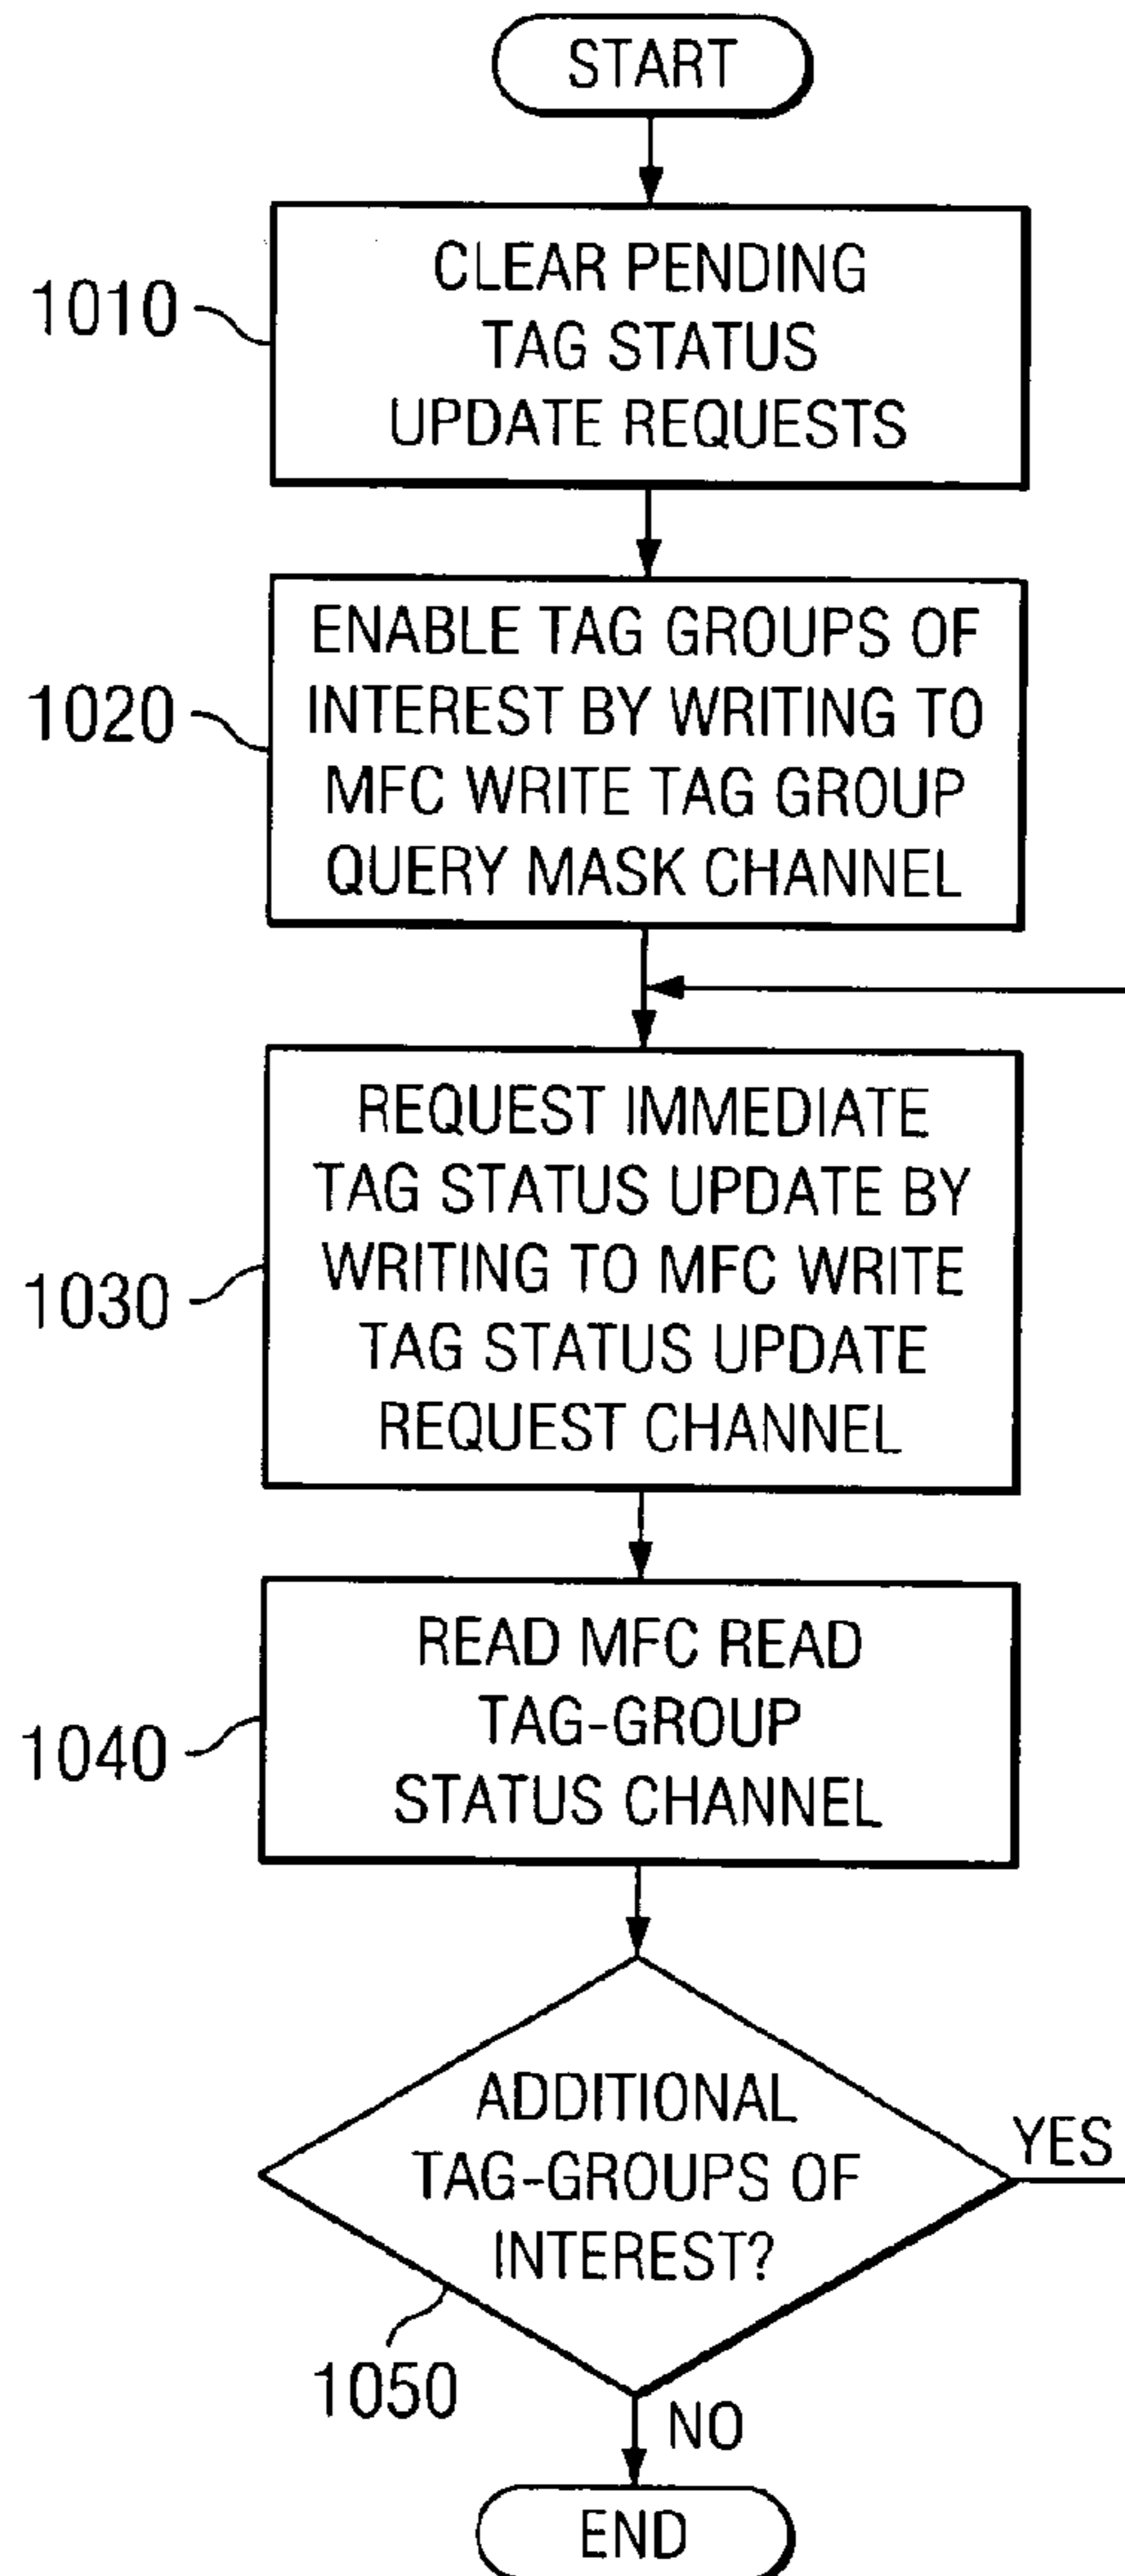 START
1010
CLEAR PENDING
TAG STATUS
UPDATE REQUESTS
1020
ENABLE TAG GROUPS OF
INTEREST BY WRITING TO
MFC WRITE TAG GROUP
QUERY MASK CHANNEL
1030
REQUEST IMMEDIATE
TAG STATUS UPDATE BY
WRITING TO MFC WRITE
TAG STATUS UPDATE
REQUEST CHANNEL
1040
READ MFC READ
TAG-GROUP
STATUS CHANNEL
ADDITIONAL
TAG-GROUPS OF
INTEREST?
YES
1050
NO
END